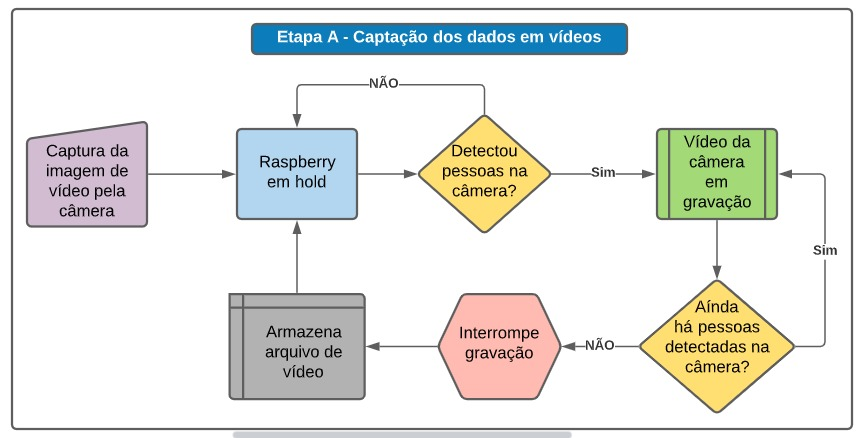 Etapa A - Captação dos dados em vídeos
NÃO
Captura da
imagem de
vídeo pela
câmera
Raspberry
em hold
Detectou
pessoas na
câmera?
Sim
Vídeo da
câmera
em
gravação
Sim
Aínda
há pessoas
detectadas na
câmera?
NÃO
Interrompe
gravação
Armazena
arquivo de
vídeo